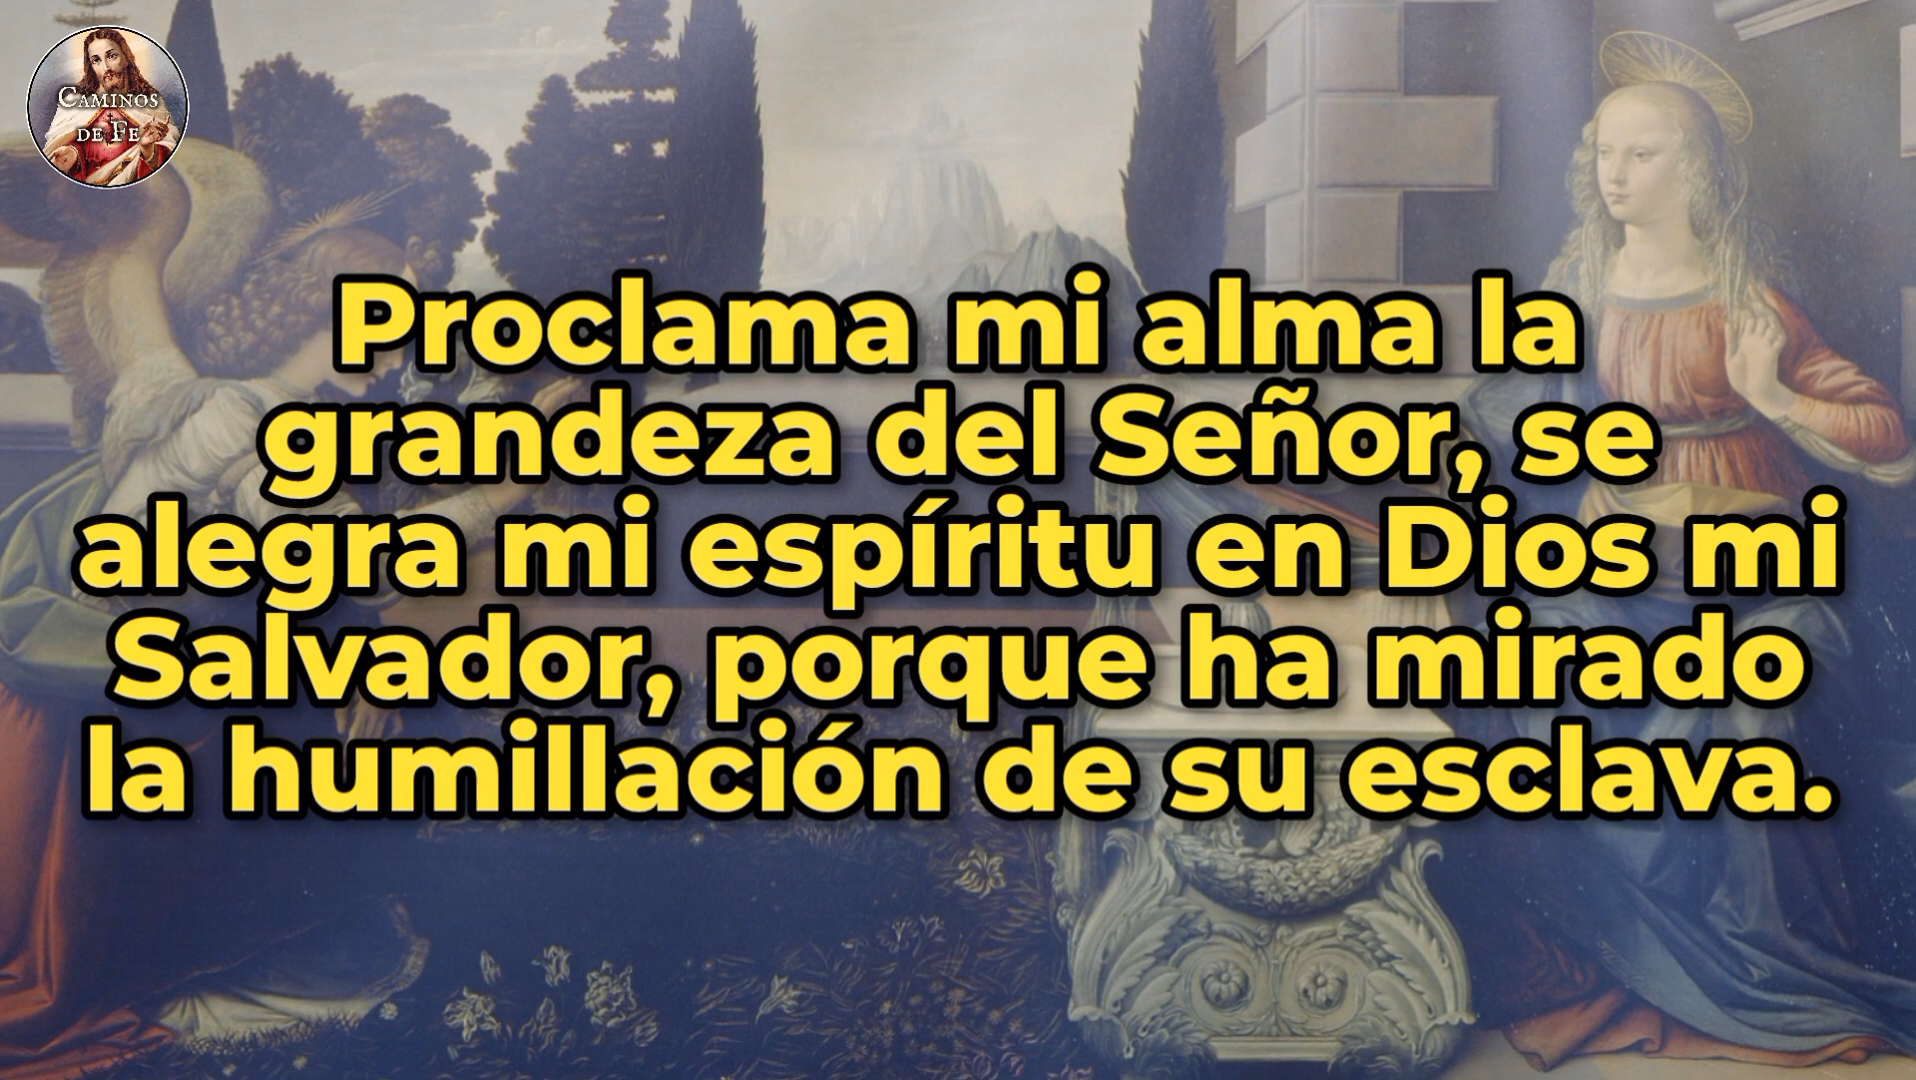 CAMINOS
DE FE
Proclama mi alma la
grandeza del Señor, se
alegra mi espíritu en Dios mi
Salvador, porque ha mirado
la humillación de su esclava.